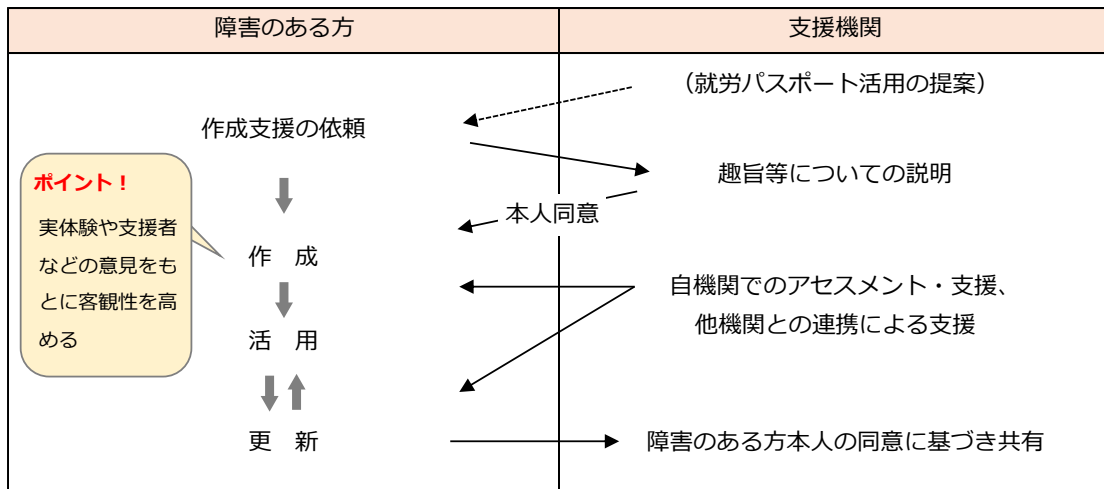 障害のある方
支援機関
（就労パスポート活用の提案）
作成支援の依頼
趣旨等についての説明
ポイント！
実体験や支援者
などの意見をも
とに客観性を高
める
本人同意
作　成
自機関でのアセスメント・支援、
他機関との連携による支援
活　用
更　新
障害のある方本人の同意に基づき共有